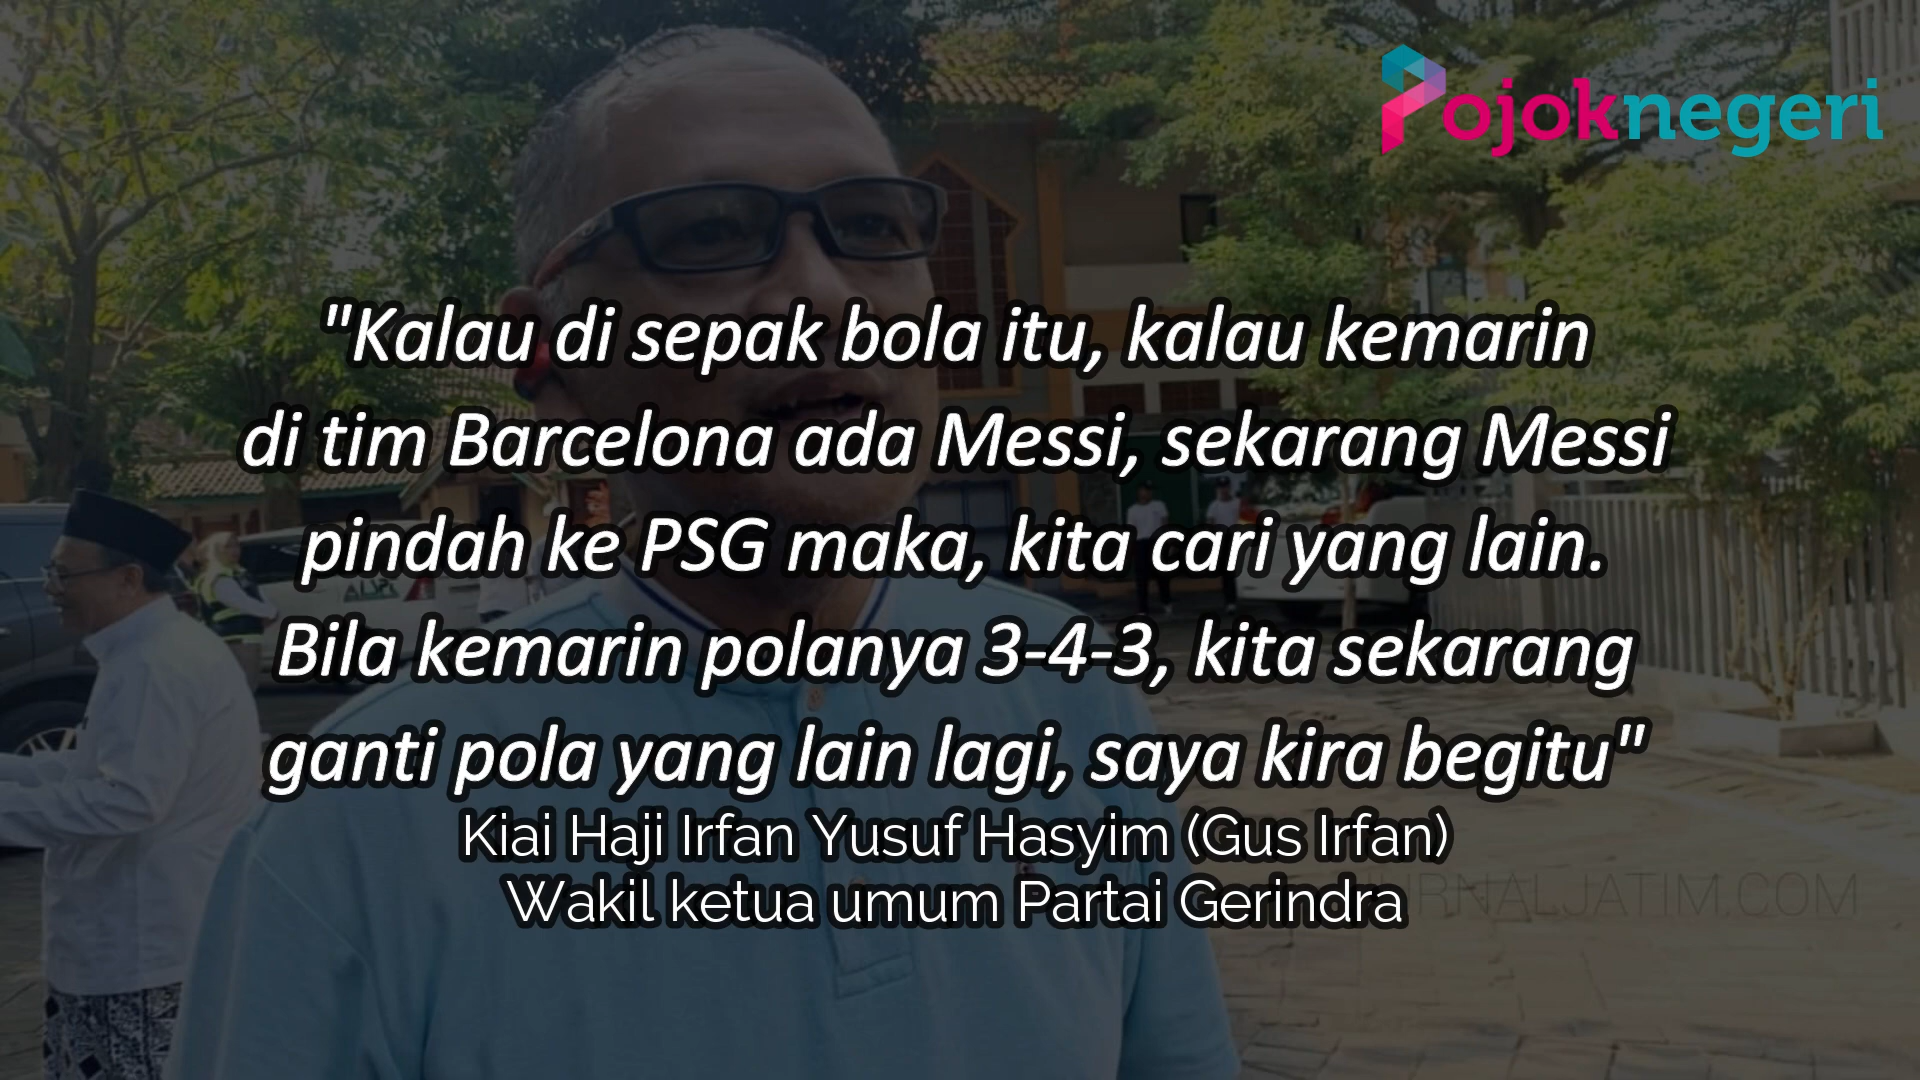 Pojoknegeri
"Kalau di sepak bola itu, kalau kemarin
di tim Barcelona ada Messi, sekarang Messi
pindah ke PSG maka, kita cari yang lain.
Bila kemarin polanya 3-4-3, kita sekarang
ganti pola yang lain lagi, saya kira begitu"
Kiai Haji Irfan Yusuf Hasyim (Gus Irfan)
Wakil ketua umum Partai Gerindra
URNALJATIM.COM